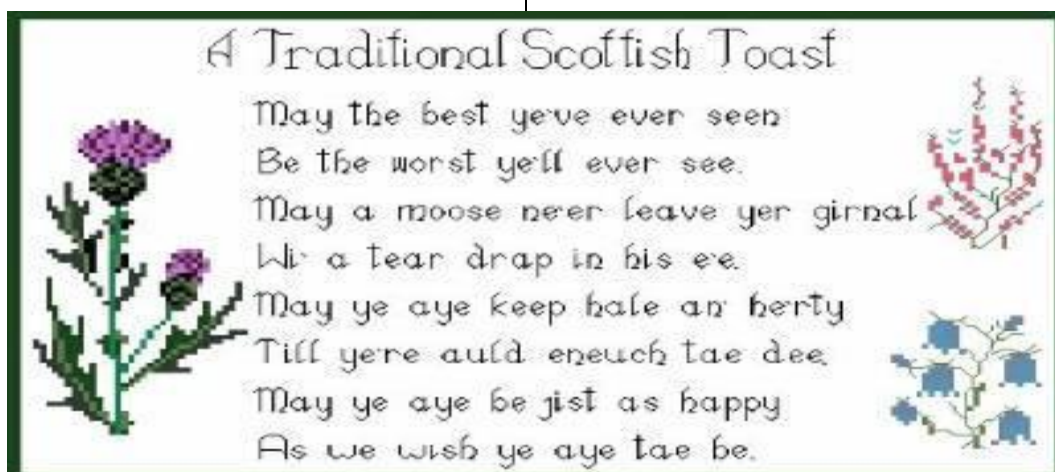 A Traditional Scottish Toast
May the best ye've ever seen
Be the worst ye'll ever see.
May a moose ne'er leave yer girnal
Wi' a tear drap in his e'e.
May ye aye keep hale an' herty
Till ye're auld eneuch tae dee,
May ye aye be jist as happy
As we wish ye aye tae be.